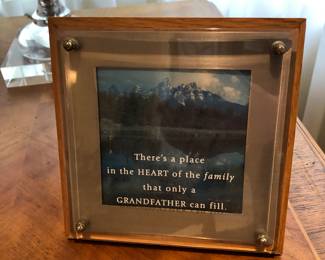 There's a place
in the HEART of the family
that only a
GRANDFATHER can fill.